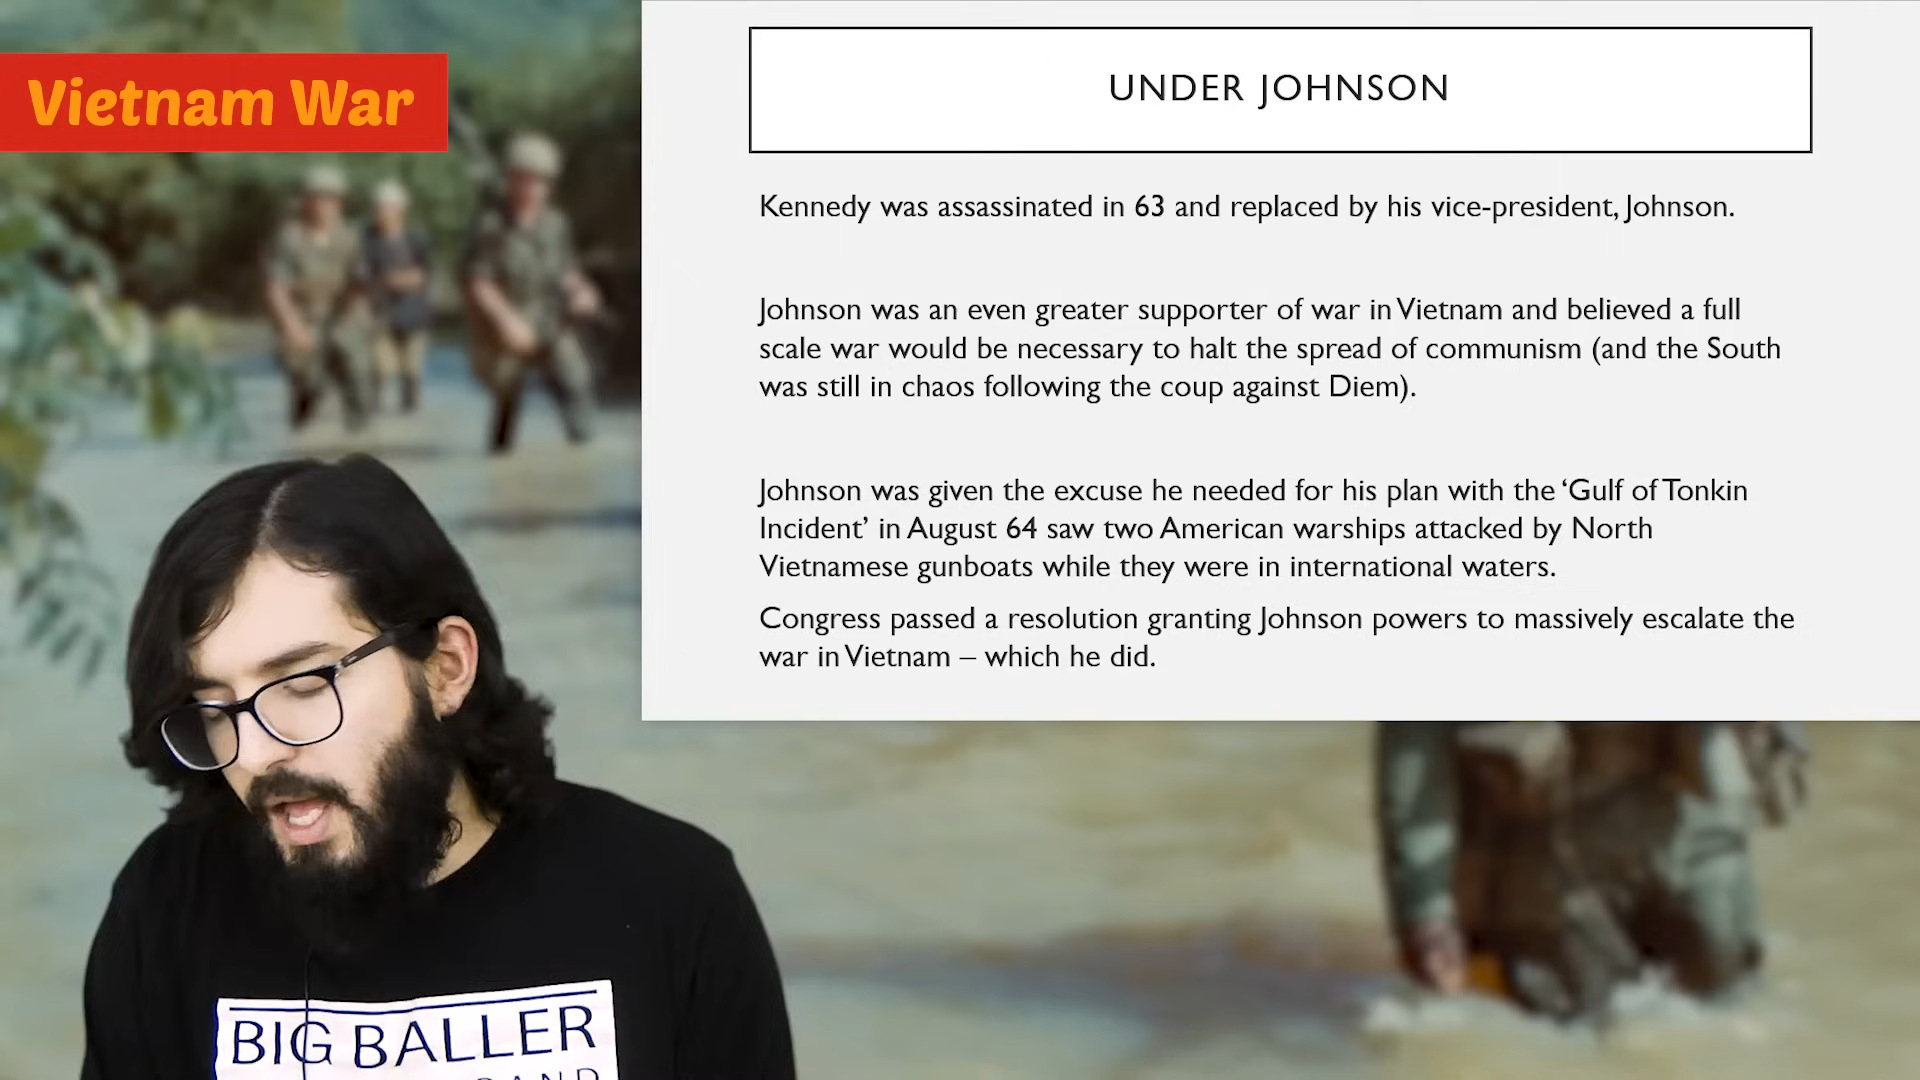 Vietnam War
UNDER JOHNSON
Kennedy was assassinated in 63 and replaced by his vice-president, Johnson.
Johnson was an even greater supporter of war in Vietnam and believed a full
scale war would be necessary to halt the spread of communism (and the South
was still in chaos following the coup against Diem).
Johnson was given the excuse he needed for his plan with the ‘Gulf of Tonkin
Incident’ in August 64 saw two American warships attacked by North
Vietnamese gunboats while they were in international waters.
Congress passed a resolution granting Johnson powers to massively escalate the
war in Vietnam – which he did.
BIG BALLER